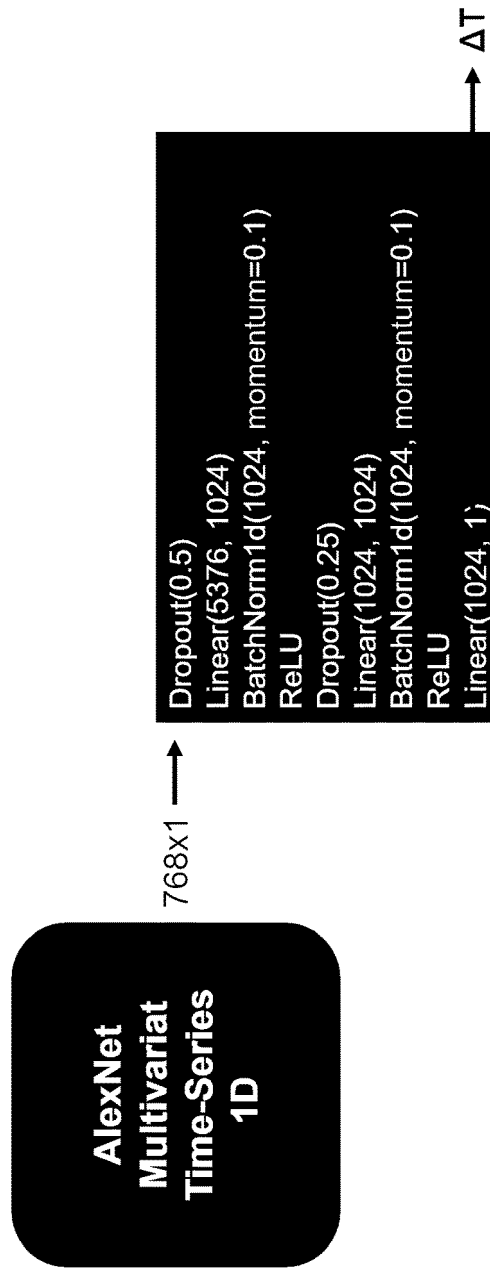 AlexNet
Multivariat
Time-Series
1D
768x1
Dropout(0.5)
Linear(5376, 1024)
BatchNorm1d(1024, momentum=0.1)
ReLU
Dropout(0.25)
Linear(1024, 1024)
BatchNorm1d(1024, momentum=0.1)
ReLU
Linear(1024, 1)
ΔT